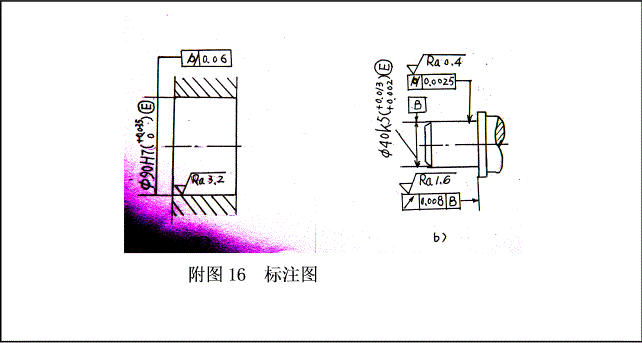 ⌭ 0.06
Φ90H7(+0.035 0) Ⓔ
Ra 3.2
Ra 0.4
⌭ 0.0025
B
Φ40k5(+0.013 +0.002) Ⓔ
Ra 1.6
↗ 0.008 B
b)
附图 16 标注图